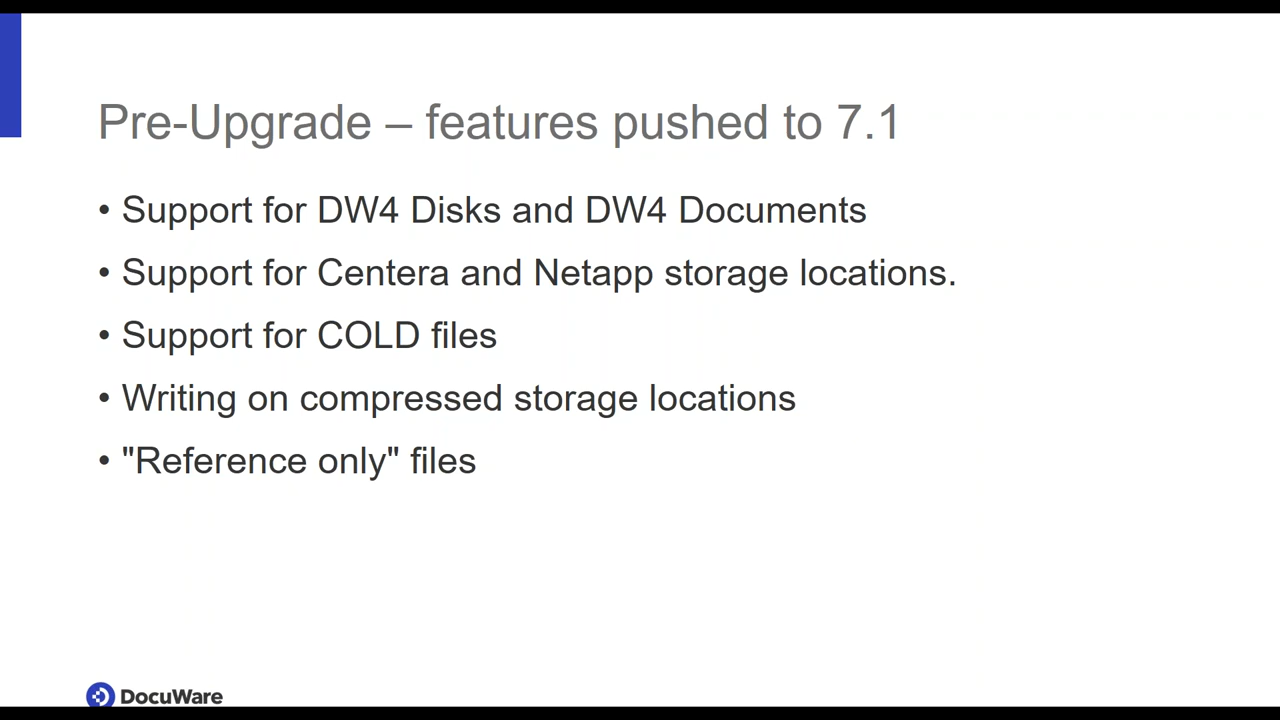 Pre-Upgrade – features pushed to 7.1
• Support for DW4 Disks and DW4 Documents
• Support for Centera and Netapp storage locations.
• Support for COLD files
• Writing on compressed storage locations
• "Reference only" files
DocuWare